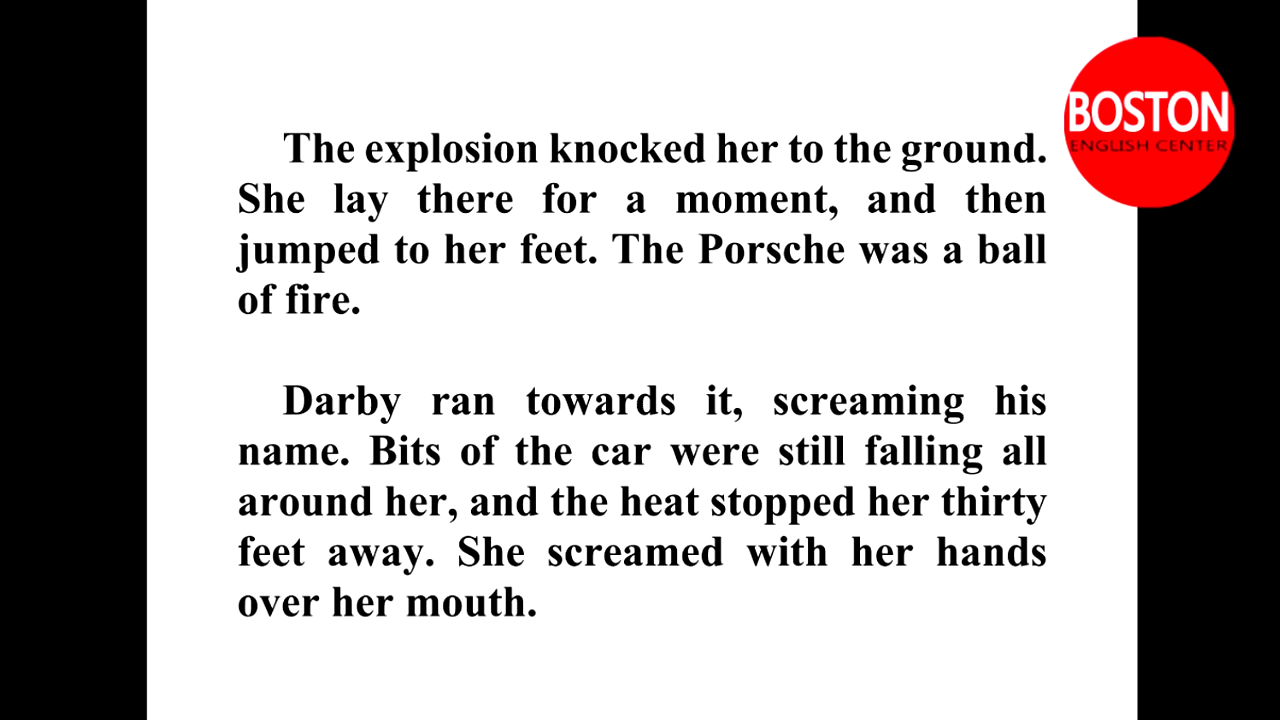 The explosion knocked her to the ground.
She lay there for a moment, and then
jumped to her feet. The Porsche was a ball
of fire.
Darby ran towards it, screaming his
name. Bits of the car were still falling all
around her, and the heat stopped her thirty
feet away. She screamed with her hands
over her mouth.
BOSTON
ENGLISH CENTER